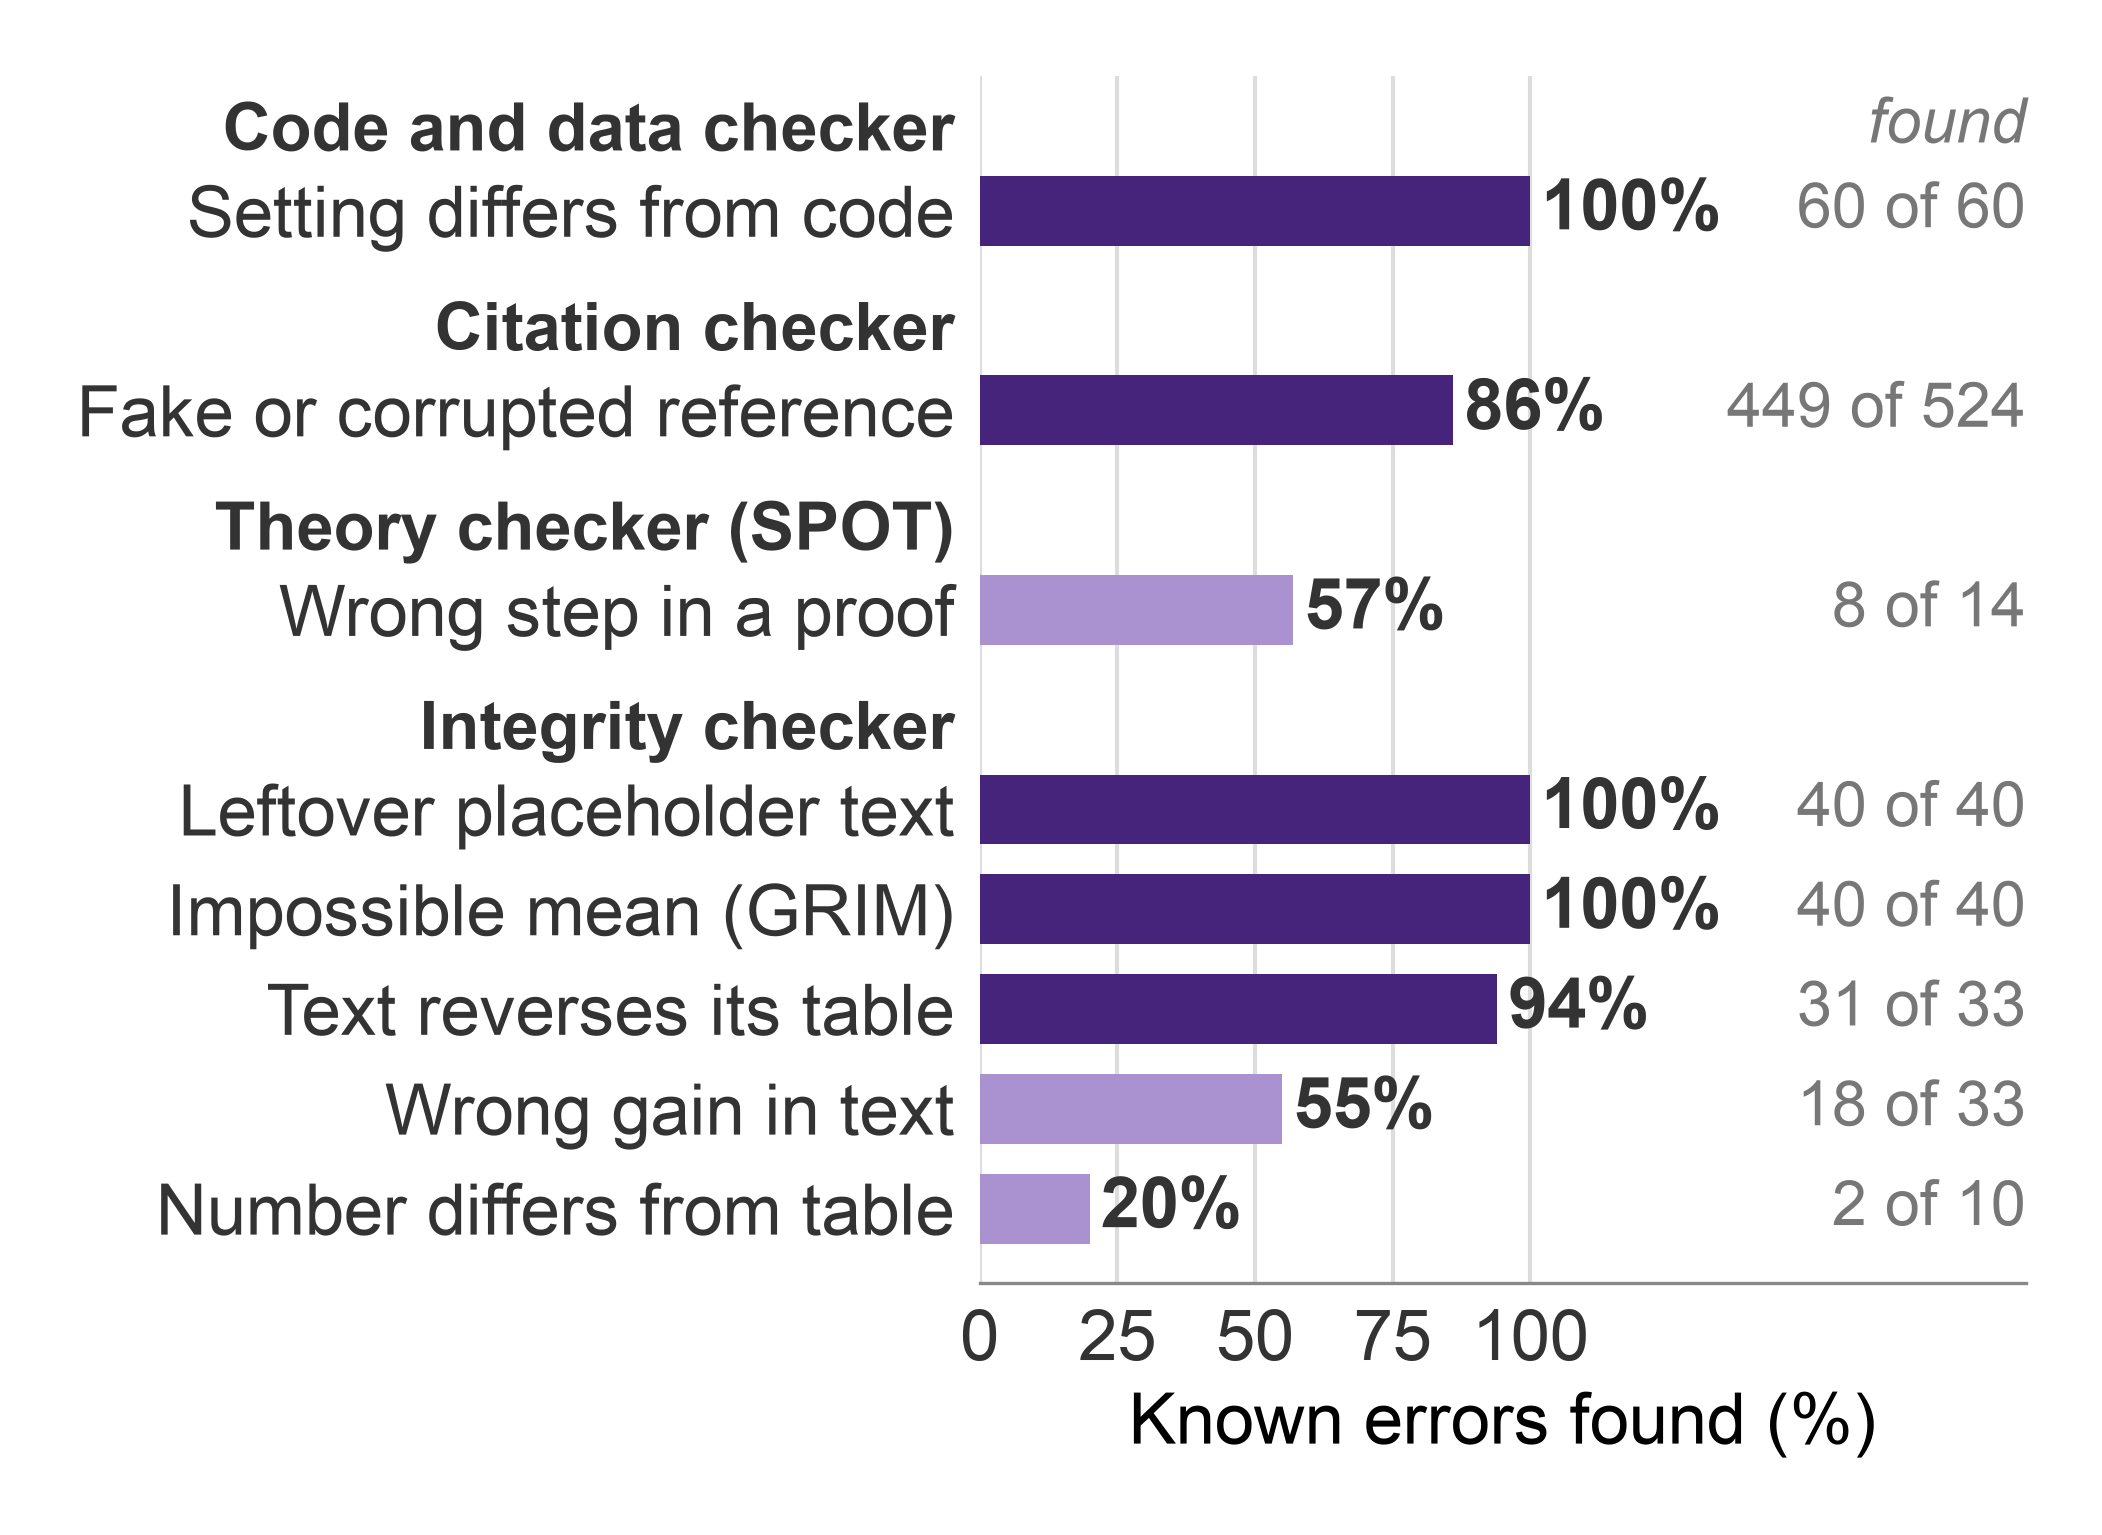 Code and data checker
found
Setting differs from code 100% 60 of 60
Citation checker
Fake or corrupted reference 86% 449 of 524
Theory checker (SPOT)
Wrong step in a proof 57% 8 of 14
Integrity checker
Leftover placeholder text 100% 40 of 40
Impossible mean (GRIM) 100% 40 of 40
Text reverses its table 94% 31 of 33
Wrong gain in text 55% 18 of 33
Number differs from table 20% 2 of 10
0 25 50 75 100
Known errors found (%)